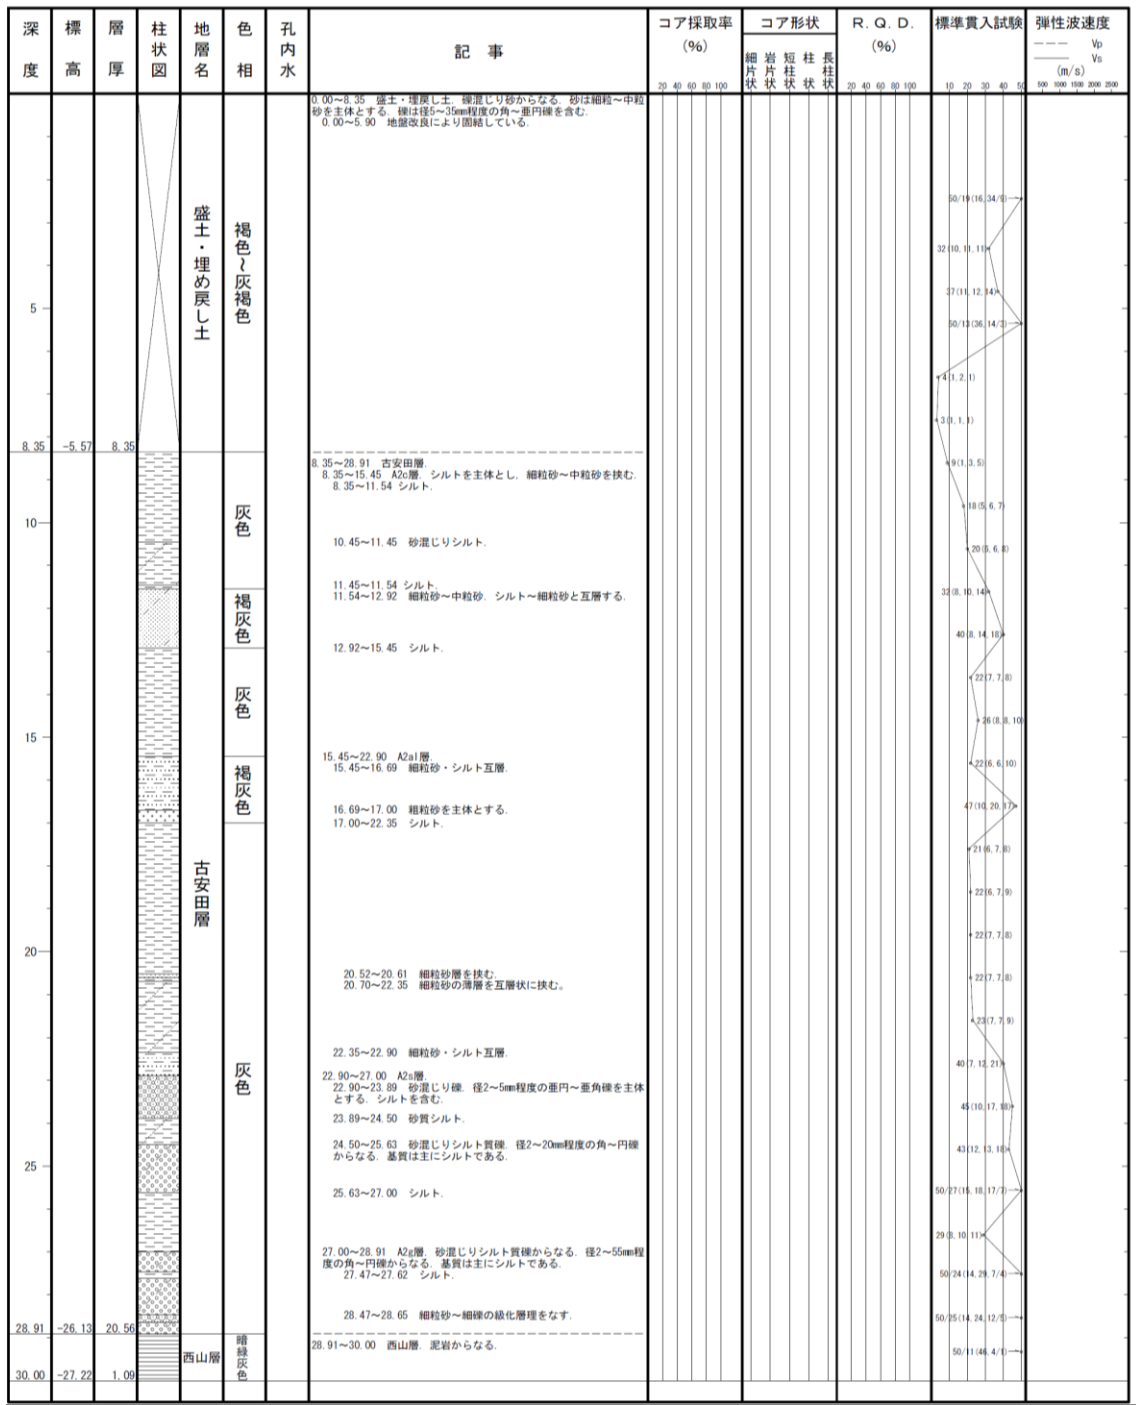 深度
標高
層厚
柱状図
地層名
色相
孔内水
記 事
コア採取率
(%)
20 40 60 80 100
コア形状
細片状 岩片状 短柱状 柱状 長柱状
R. Q. D.
(%)
20 40 60 80 100
標準貫入試験
10 20 30 40 50
弾性波速度
Vp
Vs
(m/s)
500 1000 1500 2000 2500
0.00～8.35 盛土・埋戻し土. 礫混じり砂からなる. 砂は細粒～中粒
砂を主体とする. 礫は径5～35mm程度の角～亜円礫を含む.
0.00～5.90 地盤改良により固結している.
盛土・埋め戻し土
褐色～灰褐色
50/19(16, 34/9)
32(10, 11, 11)
37(11, 12, 14)
5
50/13(36, 14/3)
4(1, 2, 1)
3(1, 1, 1)
8.35 -5.57 8.35
8.35～28.91 古安田層.
8.35～15.45 A2c層. シルトを主体とし, 細粒砂～中粒砂を挟む.
8.35～11.54 シルト.
9(1, 3, 5)
灰色
18(5, 6, 7)
10
10.45～11.45 砂混じりシルト.
20(6, 6, 8)
11.45～11.54 シルト.
11.54～12.92 細粒砂～中粒砂. シルト～細粒砂と互層する.
32(8, 10, 14)
褐灰色
40(8, 14, 18)
12.92～15.45 シルト.
灰色
22(7, 7, 8)
26(8, 8, 10)
15
15.45～22.90 A2al層.
15.45～16.69 細粒砂・シルト互層.
22(6, 6, 10)
褐灰色
47(10, 20, 17)
16.69～17.00 粗粒砂を主体とする.
17.00～22.35 シルト.
21(6, 7, 8)
古安田層
22(6, 7, 9)
22(7, 7, 8)
20
20.52～20.61 細粒砂層を挟む.
20.70～22.35 細粒砂の薄層を互層状に挟む。
22(7, 7, 8)
23(7, 7, 9)
22.35～22.90 細粒砂・シルト互層.
40(7, 12, 21)
灰色
22.90～27.00 A2s層.
22.90～23.89 砂混じり礫. 径2～5mm程度の亜円～亜角礫を主体
とする. シルトを含む.
45(10, 17, 18)
23.89～24.50 砂質シルト.
24.50～25.63 砂混じりシルト質礫. 径2～20mm程度の角～円礫
からなる. 基質は主にシルトである.
43(12, 13, 18)
25
25.63～27.00 シルト.
50/27(15, 18, 17/7)
29(8, 10, 11)
27.00～28.91 A2g層. 砂混じりシルト質礫からなる. 径2～55mm程
度の角～円礫からなる. 基質は主にシルトである.
27.47～27.62 シルト.
50/24(14, 29, 7/4)
28.47～28.65 細粒砂～細礫の級化層理をなす.
50/25(14, 24, 12/5)
28.91 -26.13 20.56
28.91～30.00 西山層. 泥岩からなる.
西山層
暗緑灰色
50/11(46, 4/1)
30.00 -27.22 1.09